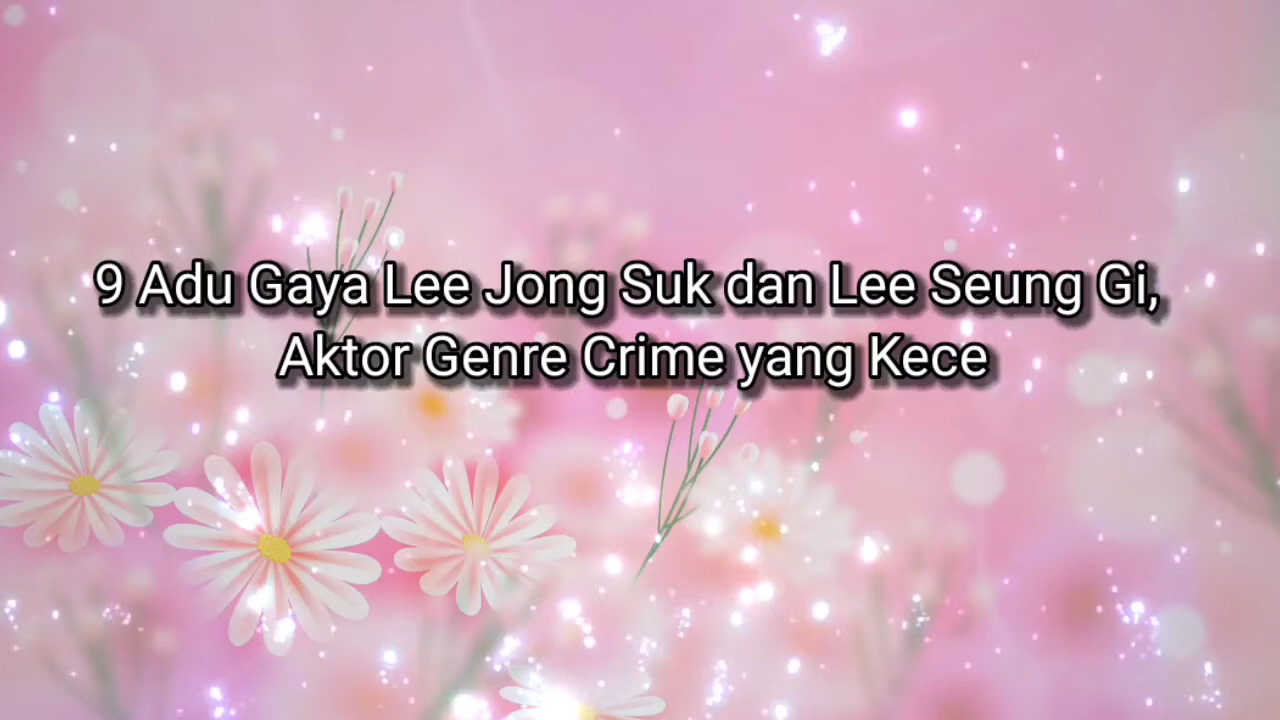 9 Adu Gaya Lee Jong Suk dan Lee Seung Gi,
Aktor Genre Crime yang Kece